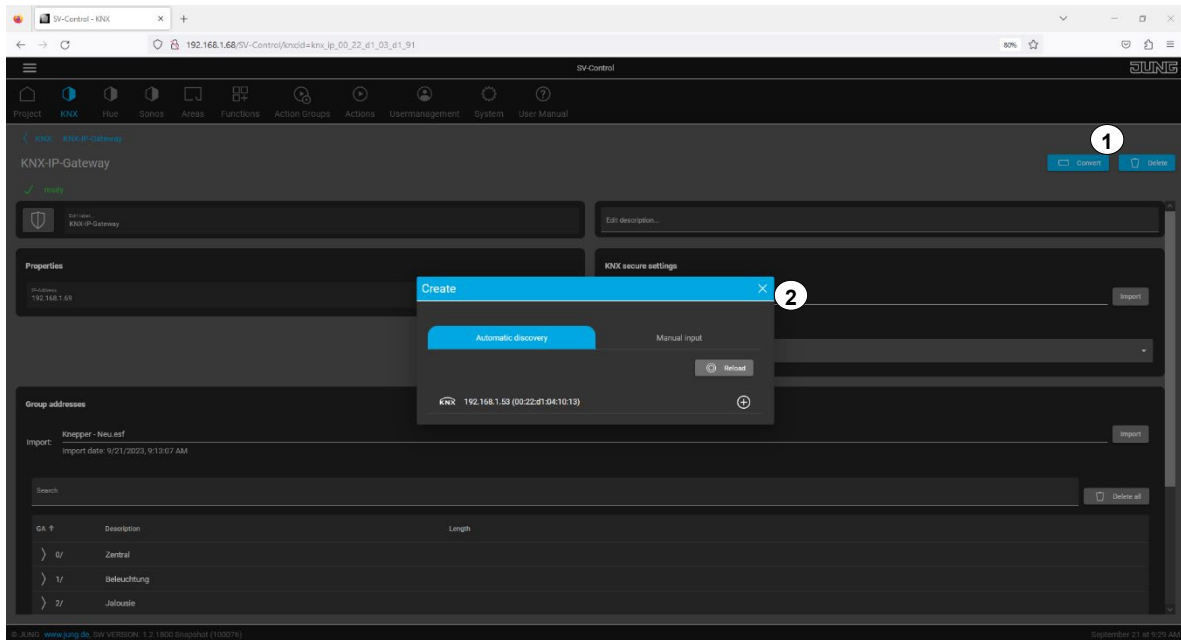 SV-Control - KNX
192.168.1.68/SV-Control/knxcid=knx_ip_00_22_d1_03_d1_91
80%
SV-Control
JUNG
Project KNX Hue Sonos Areas Functions Action Groups Actions Usermanagement System User Manual
KNX KNX-IP-Gateway
1
KNX-IP-Gateway
Convert Delete
ready
Edit label...
KNX-IP-Gateway
Edit description...
Properties
KNX secure settings
IP-Address
192.168.1.69
Import
Create
2
Automatic discovery Manual input
Reload
KNX 192.168.1.53 (00:22:d1:04:10:13)
Group addresses
Import: Knepper - Neu.esf
Import
Import date: 9/21/2023, 9:13:07 AM
Search
Delete all
GA Description Length
0/ Zentral
1/ Beleuchtung
2/ Jalousie
© JUNG www.jung.de, SW VERSION: 1.2.1800 Snapshot (100076)
September 21 at 9:29 AM